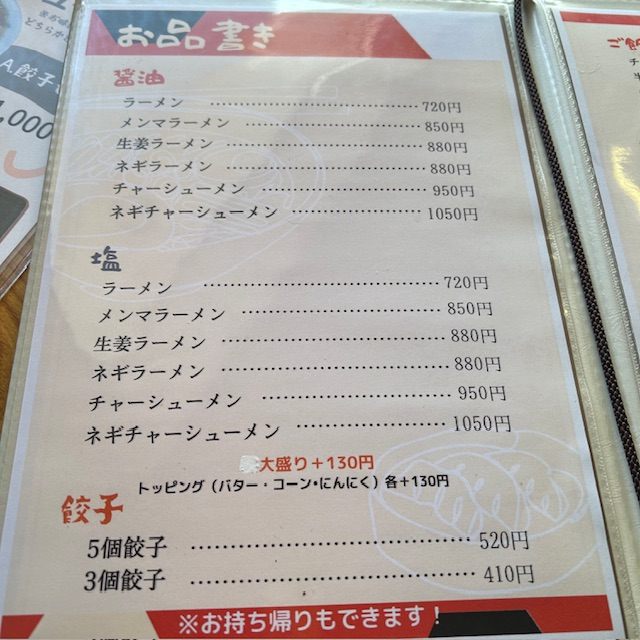 お品書き
醤油
ラーメン 720円
メンマラーメン 850円
生姜ラーメン 880円
ネギラーメン 880円
チャーシューメン 950円
ネギチャーシューメン 1050円
塩
ラーメン 720円
メンマラーメン 850円
生姜ラーメン 880円
ネギラーメン 880円
チャーシューメン 950円
ネギチャーシューメン 1050円
大盛り+130円
トッピング(バター・コーン•にんにく)各+130円
餃子
5個餃子 520円
3個餃子 410円
※お持ち帰りもできます!
A餃子
,000
ご飯